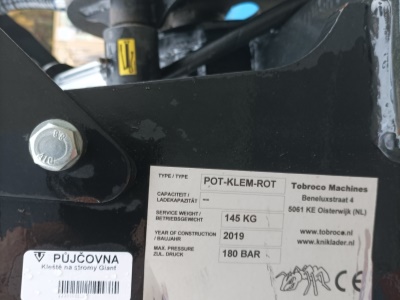 TYPE / TYPE POT-KLEM-ROT
CAPACITEIT /
LADEKAPACITAT --
SERVICE WEIGHT /
BETRIEBSGEWICHT 145 KG
YEAR OF CONSTRUCTION
/ BAUJAHR 2019
MAX. PRESSURE
ZUL. DRUCK 180 BAR
Tobroco Machines
Beneluxstraat 4
5061 KE Oisterwijk (NL)
www.tobroco.nl
www.kniklader.nl
PŮJČOVNA
Kleště na stromy Giant